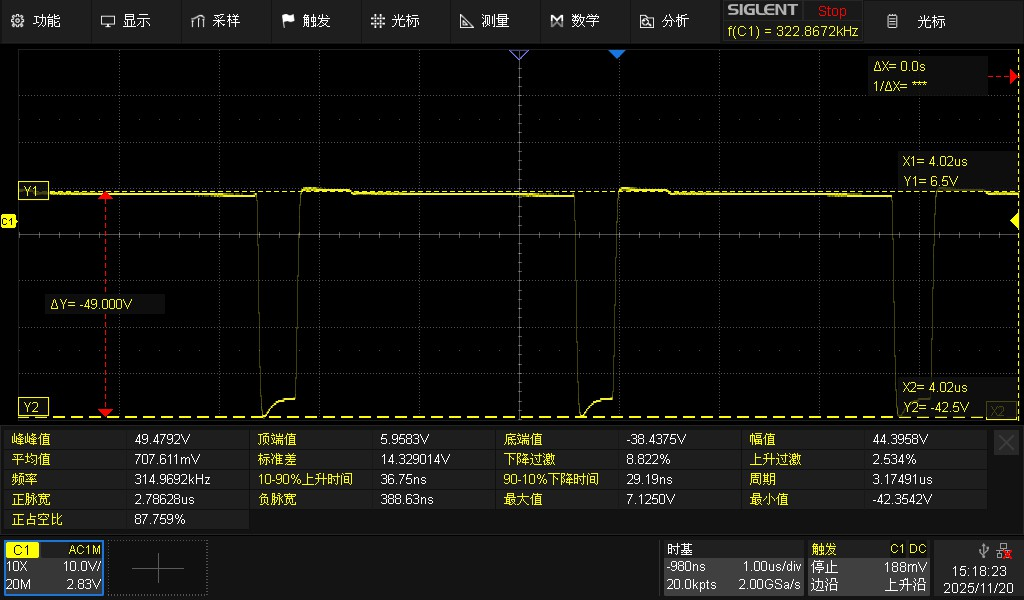 功能 显示 采样 触发 光标 测量 数学 分析 SIGLENT Stop 光标
f(C1) = 322.8672kHz
ΔX= 0.0s
1/ΔX= ***
X1= 4.02us
Y1 Y1= 6.5V
C1
ΔY= -49.000V
X2= 4.02us
Y2 Y2= -42.5V X2
峰峰值 49.4792V 顶端值 5.9583V 底端值 -38.4375V 幅值 44.3958V
平均值 707.611mV 标准差 14.329014V 下降过激 8.822% 上升过激 2.534%
频率 314.9692kHz 10-90%上升时间 36.75ns 90-10%下降时间 29.19ns 周期 3.17491us
正脉宽 2.78628us 负脉宽 388.63ns 最大值 7.1250V 最小值 -42.3542V
正占空比 87.759%
C1 AC1M 时基 触发 C1 DC
10X 10.0V/ -980ns 1.00us/div 停止 188mV 15:18:23
20M 2.83V 20.0kpts 2.00GSa/s 边沿 上升沿 2025/11/20